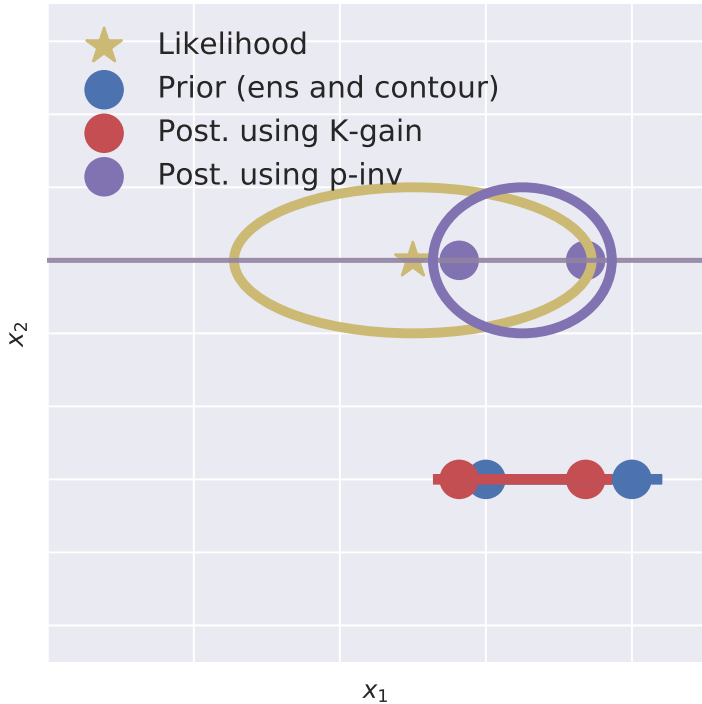 Likelihood
Prior (ens and contour)
Post. using K-gain
Post. using p-inv
x₂
x₁